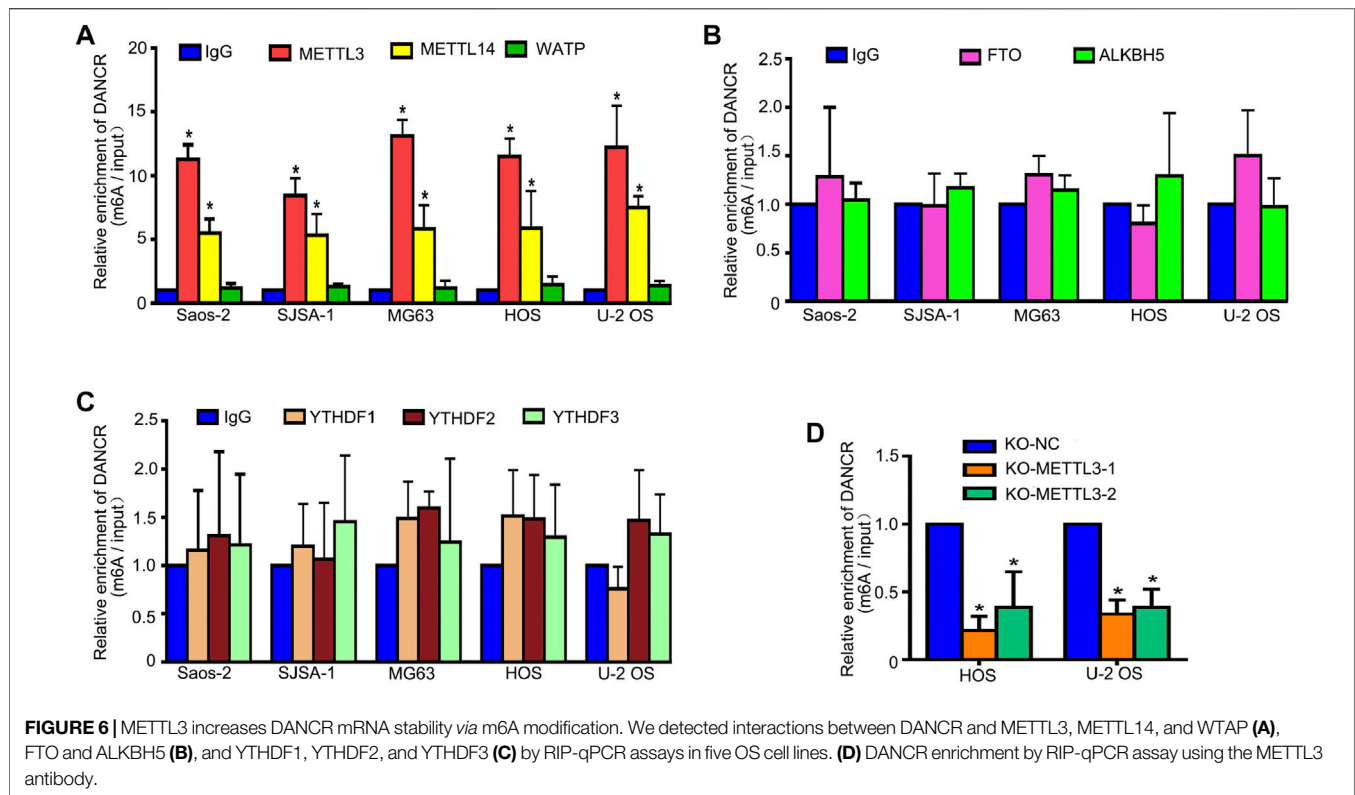 A
IgG METTL3 METTL14 WATP
Relative enrichment of DANCR
(m6A / input)
20
15
10
5
0
* * * * * * * * * *
Saos-2 SJSA-1 MG63 HOS U-2 OS
B
IgG FTO ALKBH5
Relative enrichment of DANCR
(m6A / input)
2.5
2.0
1.5
1.0
0.5
0
Saos-2 SJSA-1 MG63 HOS U-2 OS
C
IgG YTHDF1 YTHDF2 YTHDF3
Relative enrichment of DANCR
(m6A / input)
2.5
2.0
1.5
1.0
0.5
0
Saos-2 SJSA-1 MG63 HOS U-2 OS
D
KO-NC
KO-METTL3-1
KO-METTL3-2
Relative enrichment of DANCR
(m6A / input)
1.5
1.0
0.5
0
* * * *
HOS U-2 OS
FIGURE 6 | METTL3 increases DANCR mRNA stability via m6A modification. We detected interactions between DANCR and METTL3, METTL14, and WTAP (A),
FTO and ALKBH5 (B), and YTHDF1, YTHDF2, and YTHDF3 (C) by RIP-qPCR assays in five OS cell lines. (D) DANCR enrichment by RIP-qPCR assay using the METTL3
antibody.